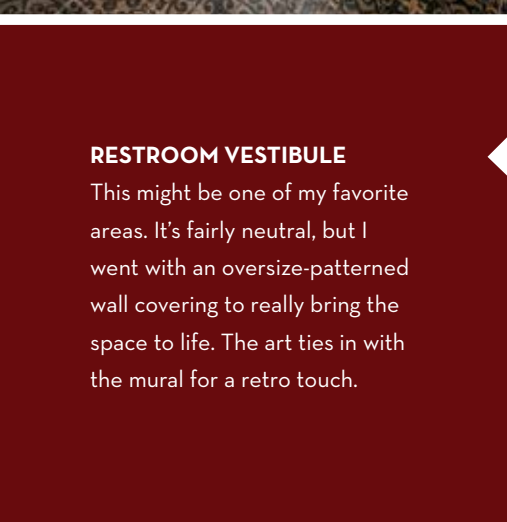 RESTROOM VESTIBULE
This might be one of my favorite
areas. It's fairly neutral, but I
went with an oversize-patterned
wall covering to really bring the
space to life. The art ties in with
the mural for a retro touch.